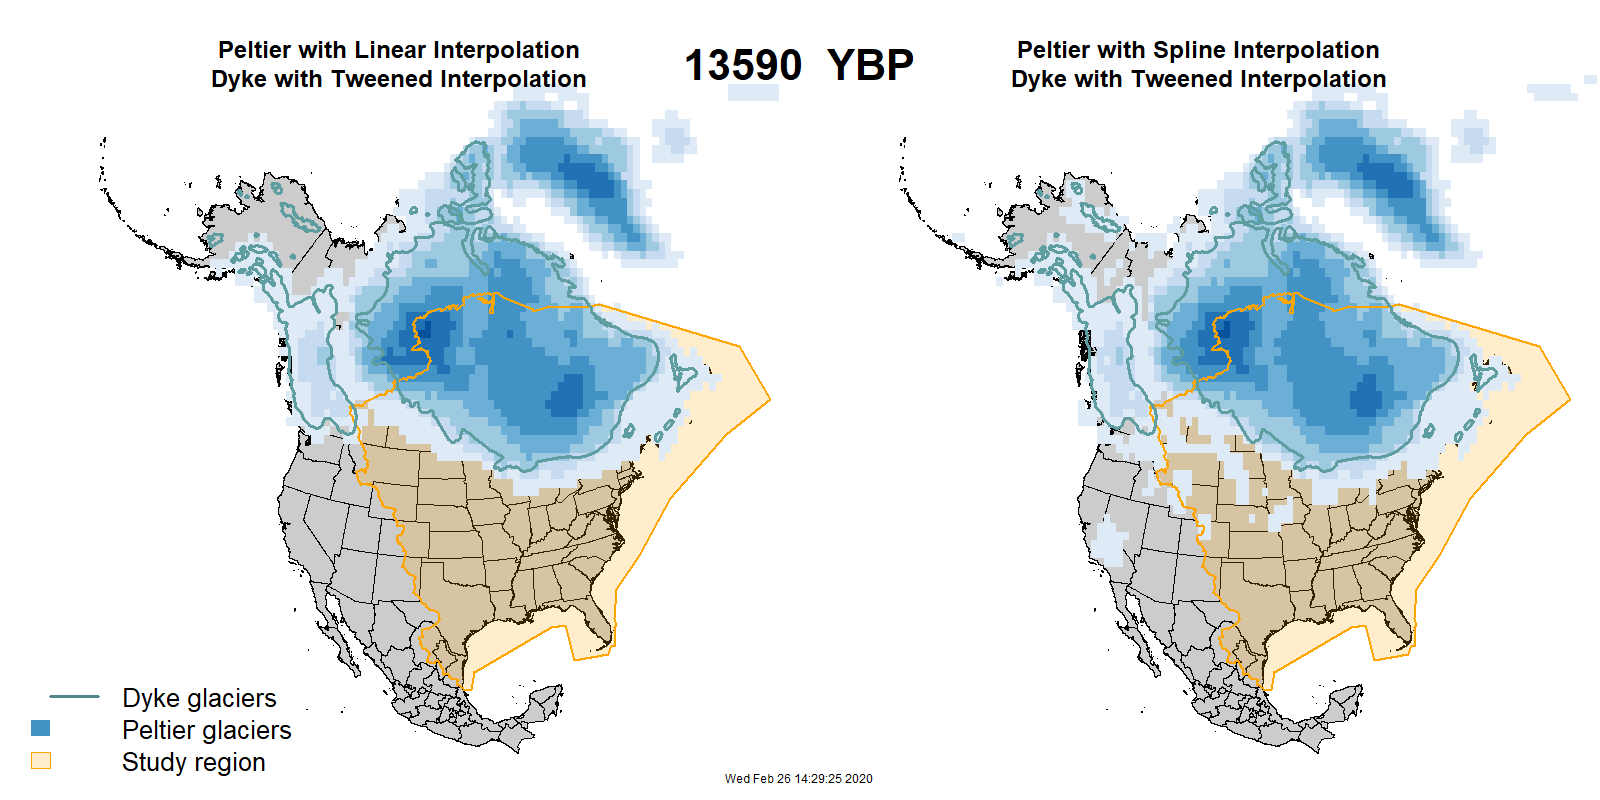 Peltier with Linear Interpolation
Dyke with Tweened Interpolation
13590 YBP
Peltier with Spline Interpolation
Dyke with Tweened Interpolation
Dyke glaciers
Peltier glaciers
Study region
Wed Feb 26 14:29:25 2020